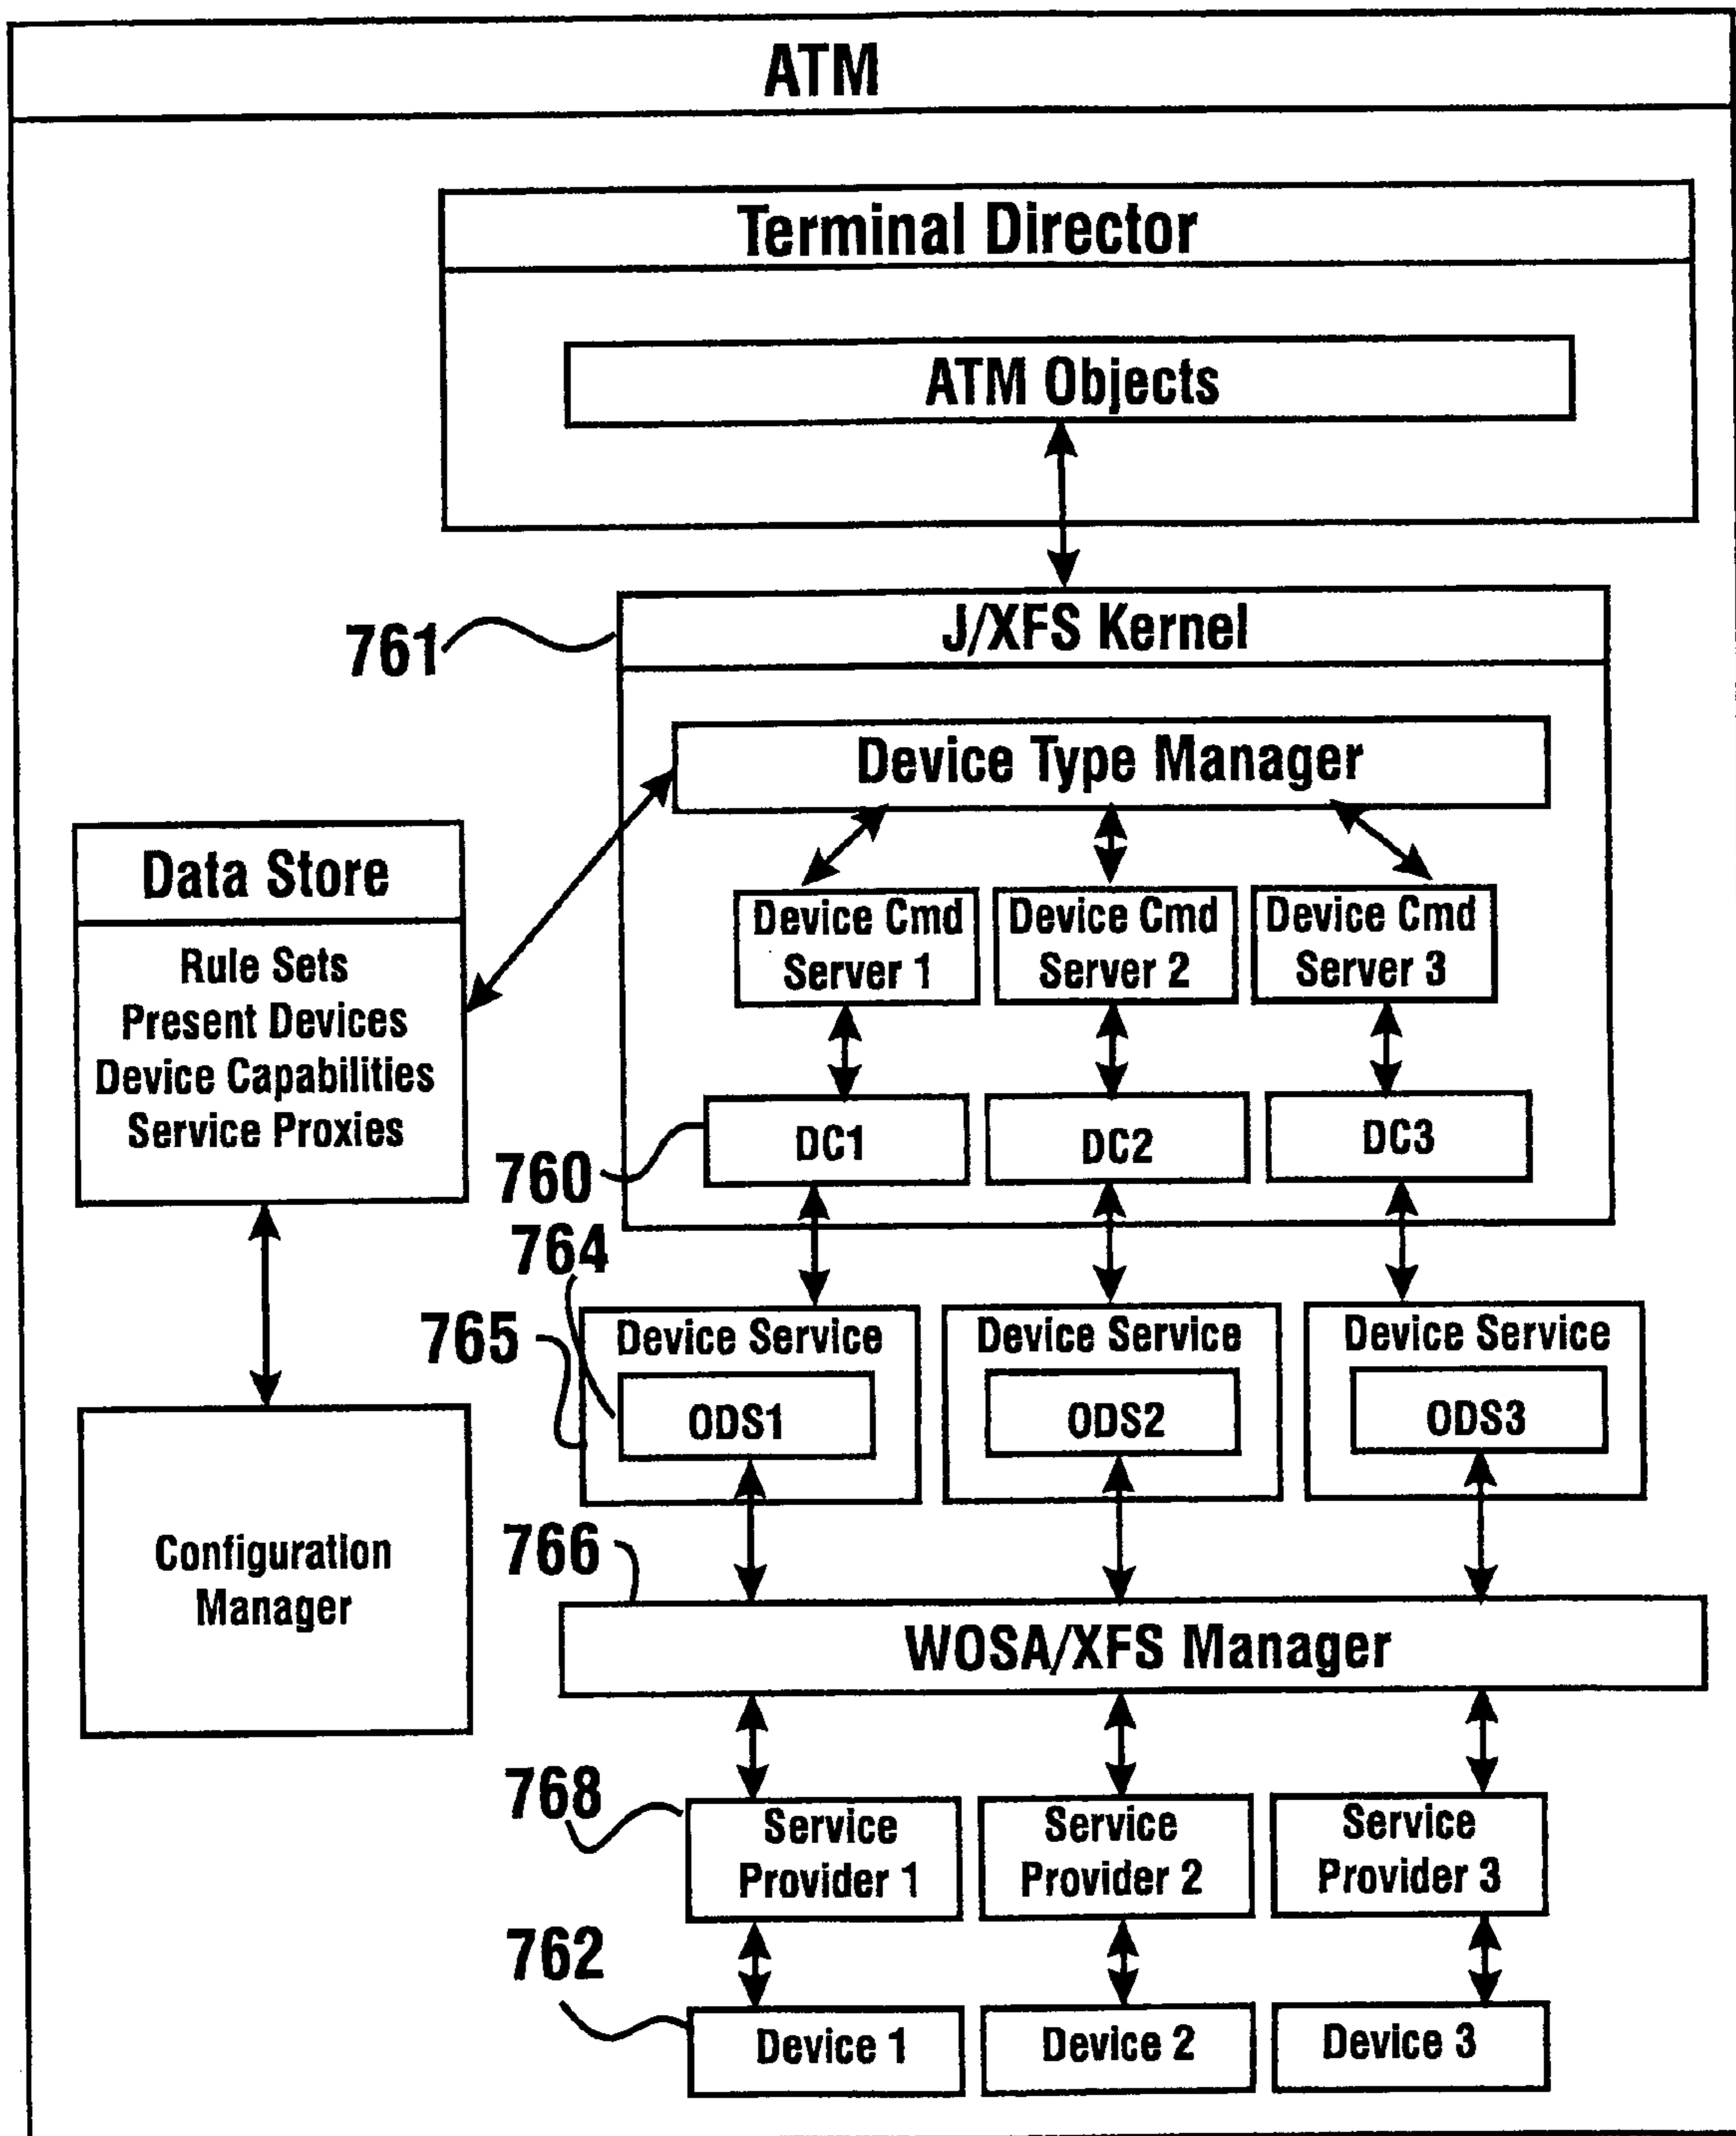 ATM
Terminal Director
ATM Objects
761
J/XFS Kernel
Device Type Manager
Data Store
Rule Sets
Present Devices
Device Capabilities
Service Proxies
Device Cmd
Server 1
Device Cmd
Server 2
Device Cmd
Server 3
760
DC1
DC2
DC3
764
765
Device Service
ODS1
Device Service
ODS2
Device Service
ODS3
Configuration
Manager
766
WOSA/XFS Manager
768
Service
Provider 1
Service
Provider 2
Service
Provider 3
762
Device 1
Device 2
Device 3